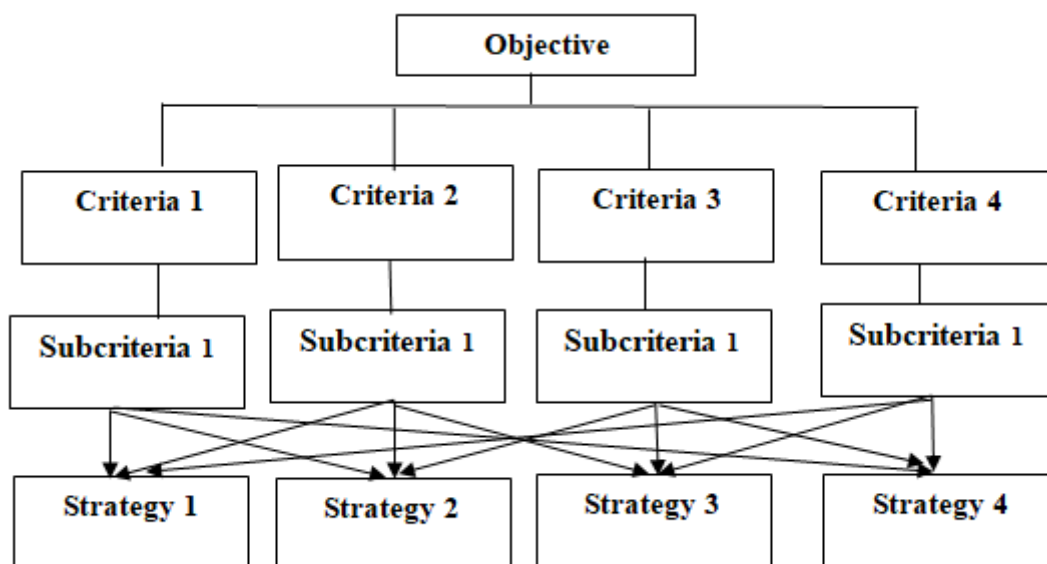 Objective
Criteria 1
Criteria 2
Criteria 3
Criteria 4
Subcriteria 1
Subcriteria 1
Subcriteria 1
Subcriteria 1
Strategy 1
Strategy 2
Strategy 3
Strategy 4